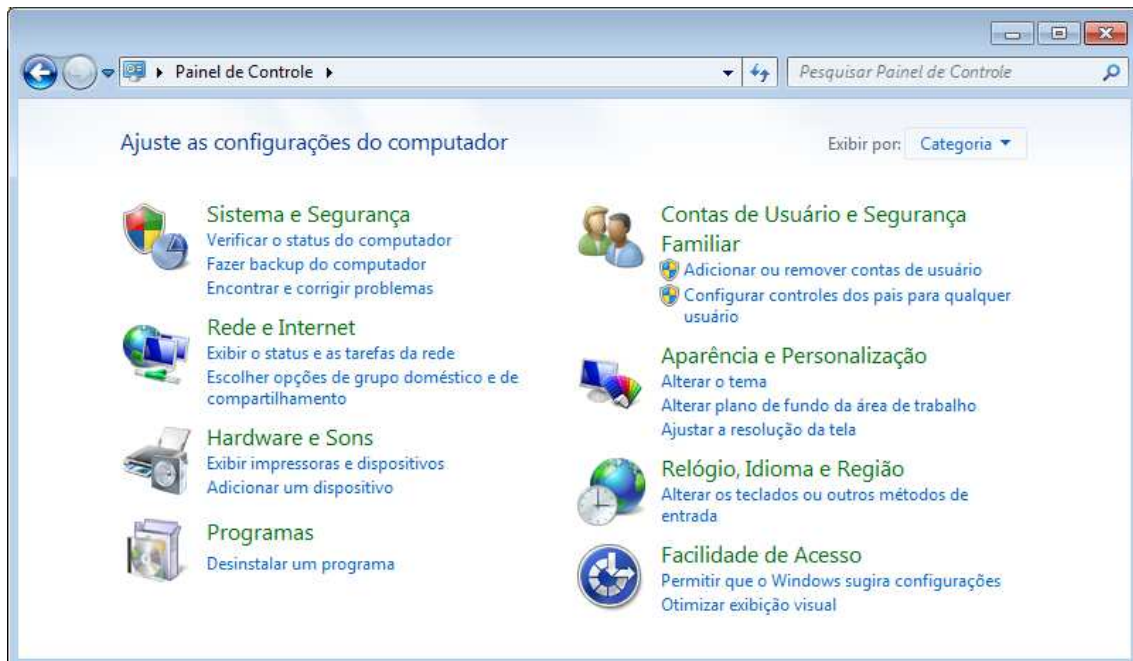 Painel de Controle
Pesquisar Painel de Controle
Ajuste as configurações do computador
Exibir por: Categoria
Sistema e Segurança
Verificar o status do computador
Fazer backup do computador
Encontrar e corrigir problemas
Rede e Internet
Exibir o status e as tarefas da rede
Escolher opções de grupo doméstico e de
compartilhamento
Hardware e Sons
Exibir impressoras e dispositivos
Adicionar um dispositivo
Programas
Desinstalar um programa
Contas de Usuário e Segurança
Familiar
Adicionar ou remover contas de usuário
Configurar controles dos pais para qualquer
usuário
Aparência e Personalização
Alterar o tema
Alterar plano de fundo da área de trabalho
Ajustar a resolução da tela
Relógio, Idioma e Região
Alterar os teclados ou outros métodos de
entrada
Facilidade de Acesso
Permitir que o Windows sugira configurações
Otimizar exibição visual